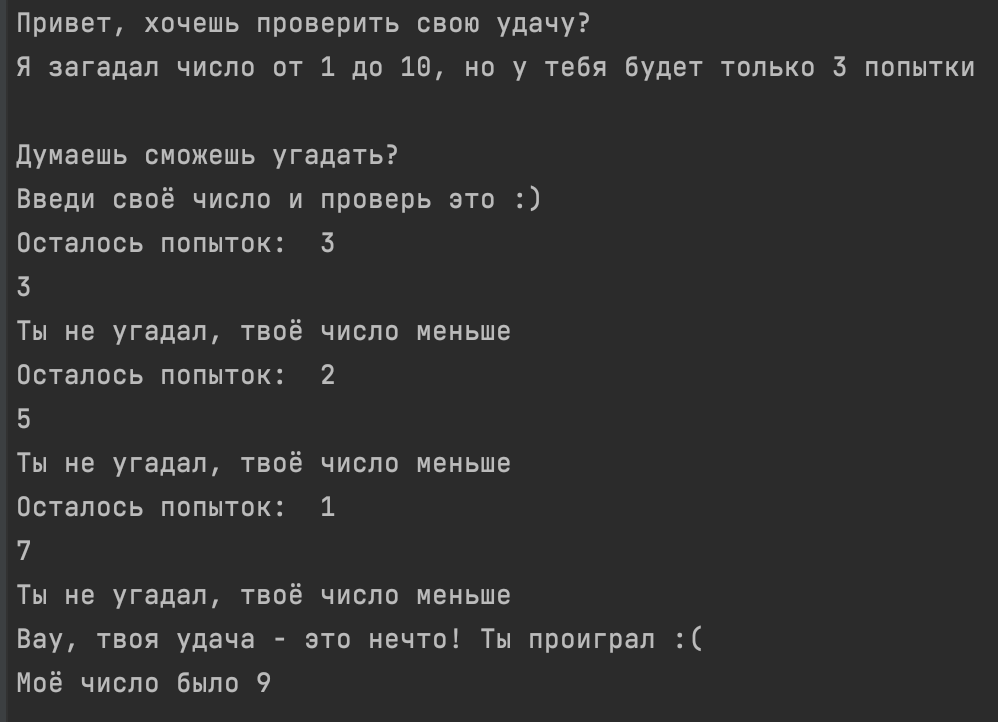 Привет, хочешь проверить свою удачу?
Я загадал число от 1 до 10, но у тебя будет только 3 попытки
Думаешь сможешь угадать?
Введи своё число и проверь это :)
Осталось попыток:  3
3
Ты не угадал, твоё число меньше
Осталось попыток:  2
5
Ты не угадал, твоё число меньше
Осталось попыток:  1
7
Ты не угадал, твоё число меньше
Вау, твоя удача - это нечто! Ты проиграл :(
Моё число было 9